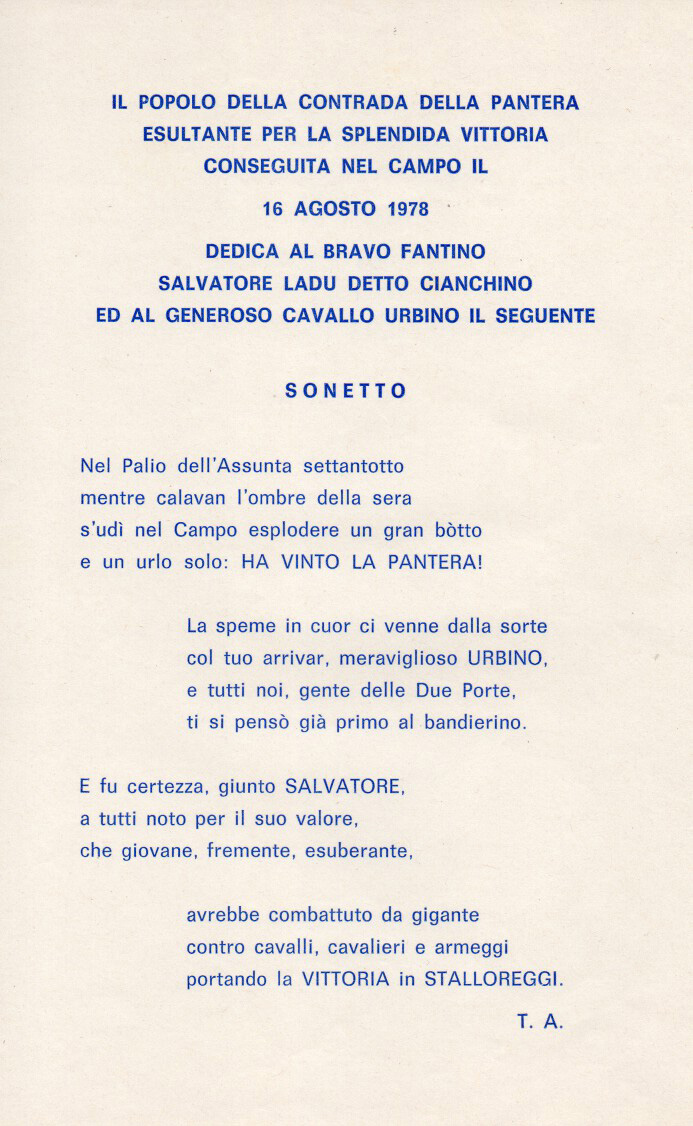 IL POPOLO DELLA CONTRADA DELLA PANTERA
ESULTANTE PER LA SPLENDIDA VITTORIA
CONSEGUITA NEL CAMPO IL
16 AGOSTO 1978
DEDICA AL BRAVO FANTINO
SALVATORE LADU DETTO CIANCHINO
ED AL GENEROSO CAVALLO URBINO IL SEGUENTE
SONETTO
Nel Palio dell'Assunta settantotto
mentre calavan l'ombre della sera
s'udì nel Campo esplodere un gran bòtto
e un urlo solo: HA VINTO LA PANTERA!
La speme in cuor ci venne dalla sorte
col tuo arrivar, meraviglioso URBINO,
e tutti noi, gente delle Due Porte,
ti si pensò già primo al bandierino.
E fu certezza, giunto SALVATORE,
a tutti noto per il suo valore,
che giovane, fremente, esuberante,
avrebbe combattuto da gigante
contro cavalli, cavalieri e armeggi
portando la VITTORIA in STALLOREGGI.
T. A.